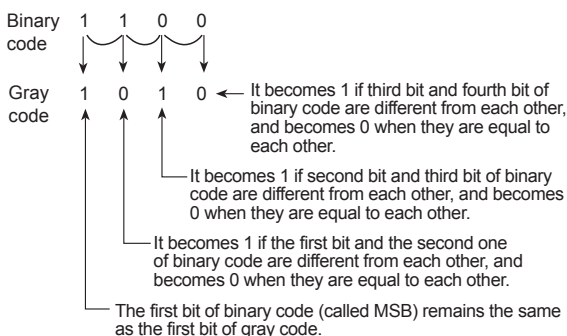 Binary code 1 1 0 0
Gray code 1 0 1 0
It becomes 1 if third bit and fourth bit of
binary code are different from each other,
and becomes 0 when they are equal to
each other.
It becomes 1 if second bit and third bit of binary
code are different from each other, and becomes
0 when they are equal to each other.
It becomes 1 if the first bit and the second one
of binary code are different from each other, and
becomes 0 when they are equal to each other.
The first bit of binary code (called MSB) remains the same
as the first bit of gray code.